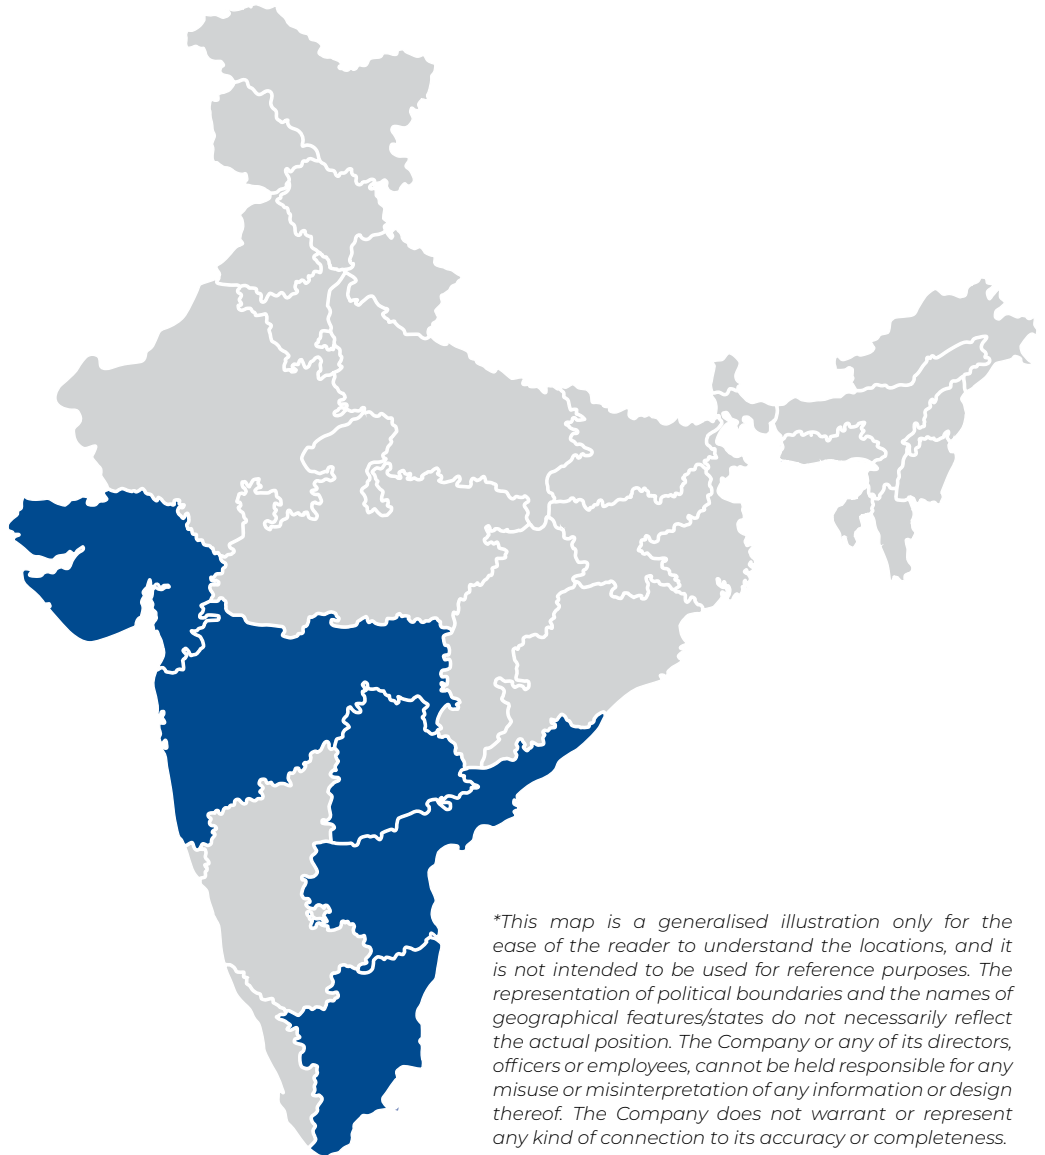 *This map is a generalised illustration only for the
ease of the reader to understand the locations, and it
is not intended to be used for reference purposes. The
representation of political boundaries and the names of
geographical features/states do not necessarily reflect
the actual position. The Company or any of its directors,
officers or employees, cannot be held responsible for any
misuse or misinterpretation of any information or design
thereof. The Company does not warrant or represent
any kind of connection to its accuracy or completeness.